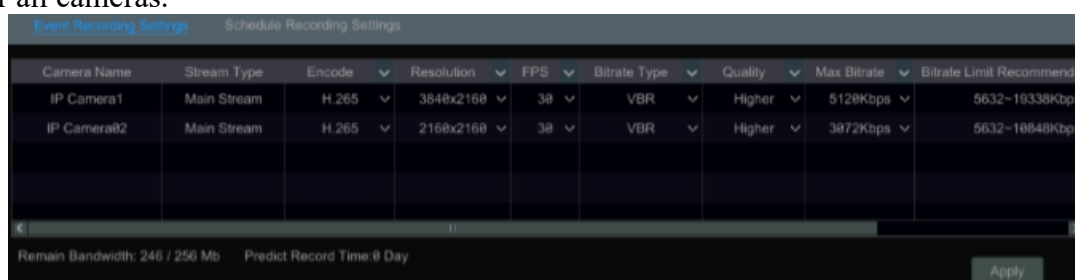 r all cameras.
Event Recording Settings Schedule Recording Settings
Camera Name Stream Type Encode Resolution FPS Bitrate Type Quality Max Bitrate Bitrate Limit Recommend
IP Camera1 Main Stream H.265 3840x2160 30 VBR Higher 5120Kbps 5632~19338Kbp
IP Camera02 Main Stream H.265 2160x2160 30 VBR Higher 3072Kbps 5632~10848Kbp
Remain Bandwidth: 246 / 256 Mb Predict Record Time:0 Day
Apply